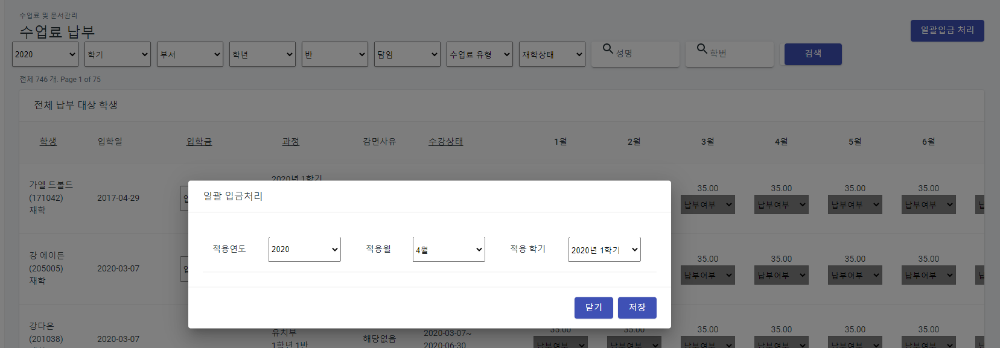 수업료 및 문서관리
수업료 납부
일괄입금 처리
2020 학기 부서 학년 반 담임 수업료 유형 재학상태 성명 학번 검색
전체 746 개. Page 1 of 75
전체 납부 대상 학생
학생 입학일 입학금 과정 감면사유 수강상태 1월 2월 3월 4월 5월 6월
2020년 1학기
가엘 드볼드
(171042)
재학
2017-04-29
35.00 35.00 35.00 35.00
납부여부 납부여부 납부여부 납부여부
일괄 입금처리
적용연도 2020 적용월 4월 적용 학기 2020년 1학기
닫기 저장
강 에이든
(205005)
재학
2020-03-07
35.00 35.00 35.00 35.00
납부여부 납부여부 납부여부 납부여부
강다은
(201038)
2020-03-07
유치부
1학년 1반
해당없음
2020-03-07~
2020-06-30
35.00 35.00 35.00 35.00 35.00 35.00
납부여부 납부여부 납부여부 납부여부 납부여부 납부여부